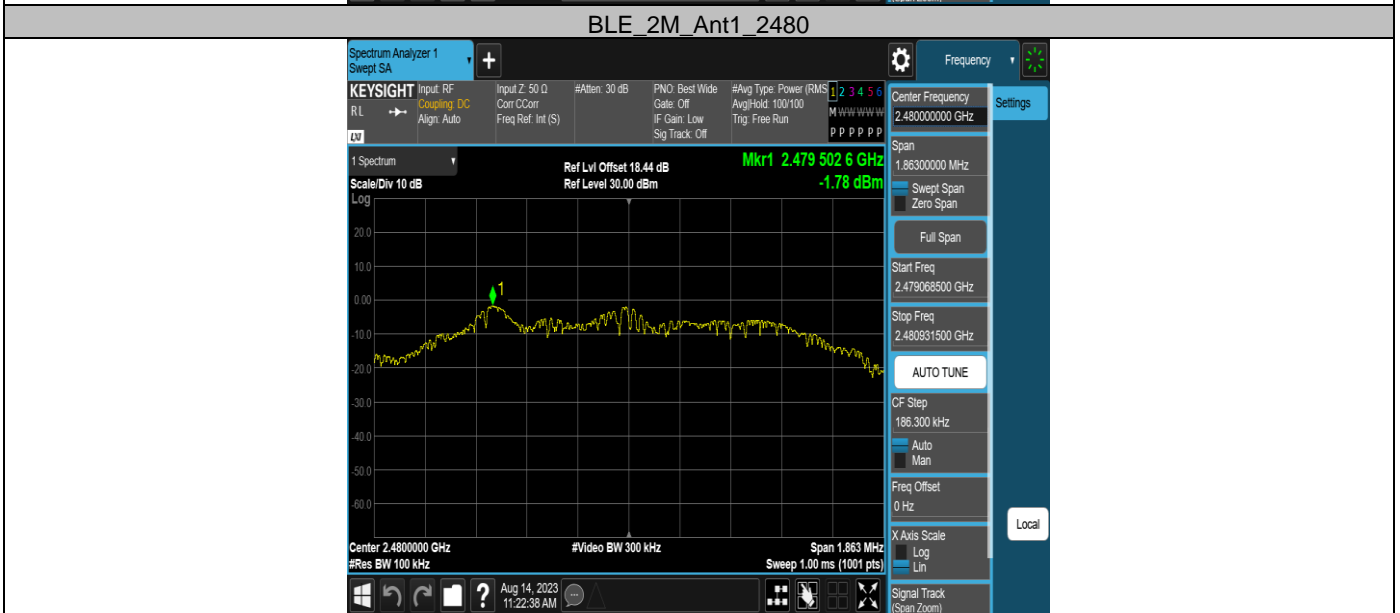 BLE_2M_Ant1_2480
Spectrum Analyzer 1
Swept SA
Frequency
KEYSIGHT
RL
LXI
Input: RF
Coupling: DC
Align: Auto
Input Z: 50 Ω
Corr CCorr
Freq Ref: Int (S)
#Atten: 30 dB
PNO: Best Wide
Gate: Off
IF Gain: Low
Sig Track: Off
#Avg Type: Power (RMS
Avg|Hold: 100/100
Trig: Free Run
1 2 3 4 5 6
M W W W W W
P P P P P P
1 Spectrum
Scale/Div 10 dB
Log
Ref Lvl Offset 18.44 dB
Ref Level 30.00 dBm
Mkr1 2.479 502 6 GHz
-1.78 dBm
20.0
10.0
0.00
-10.0
-20.0
-30.0
-40.0
-50.0
-60.0
1
Center 2.4800000 GHz
#Res BW 100 kHz
#Video BW 300 kHz
Span 1.863 MHz
Sweep 1.00 ms (1001 pts)
Aug 14, 2023
11:22:38 AM
Center Frequency
2.480000000 GHz
Span
1.86300000 MHz
Swept Span
Zero Span
Full Span
Start Freq
2.479068500 GHz
Stop Freq
2.480931500 GHz
AUTO TUNE
CF Step
186.300 kHz
Auto
Man
Freq Offset
0 Hz
X Axis Scale
Log
Lin
Signal Track
(Span Zoom)
Settings
Local